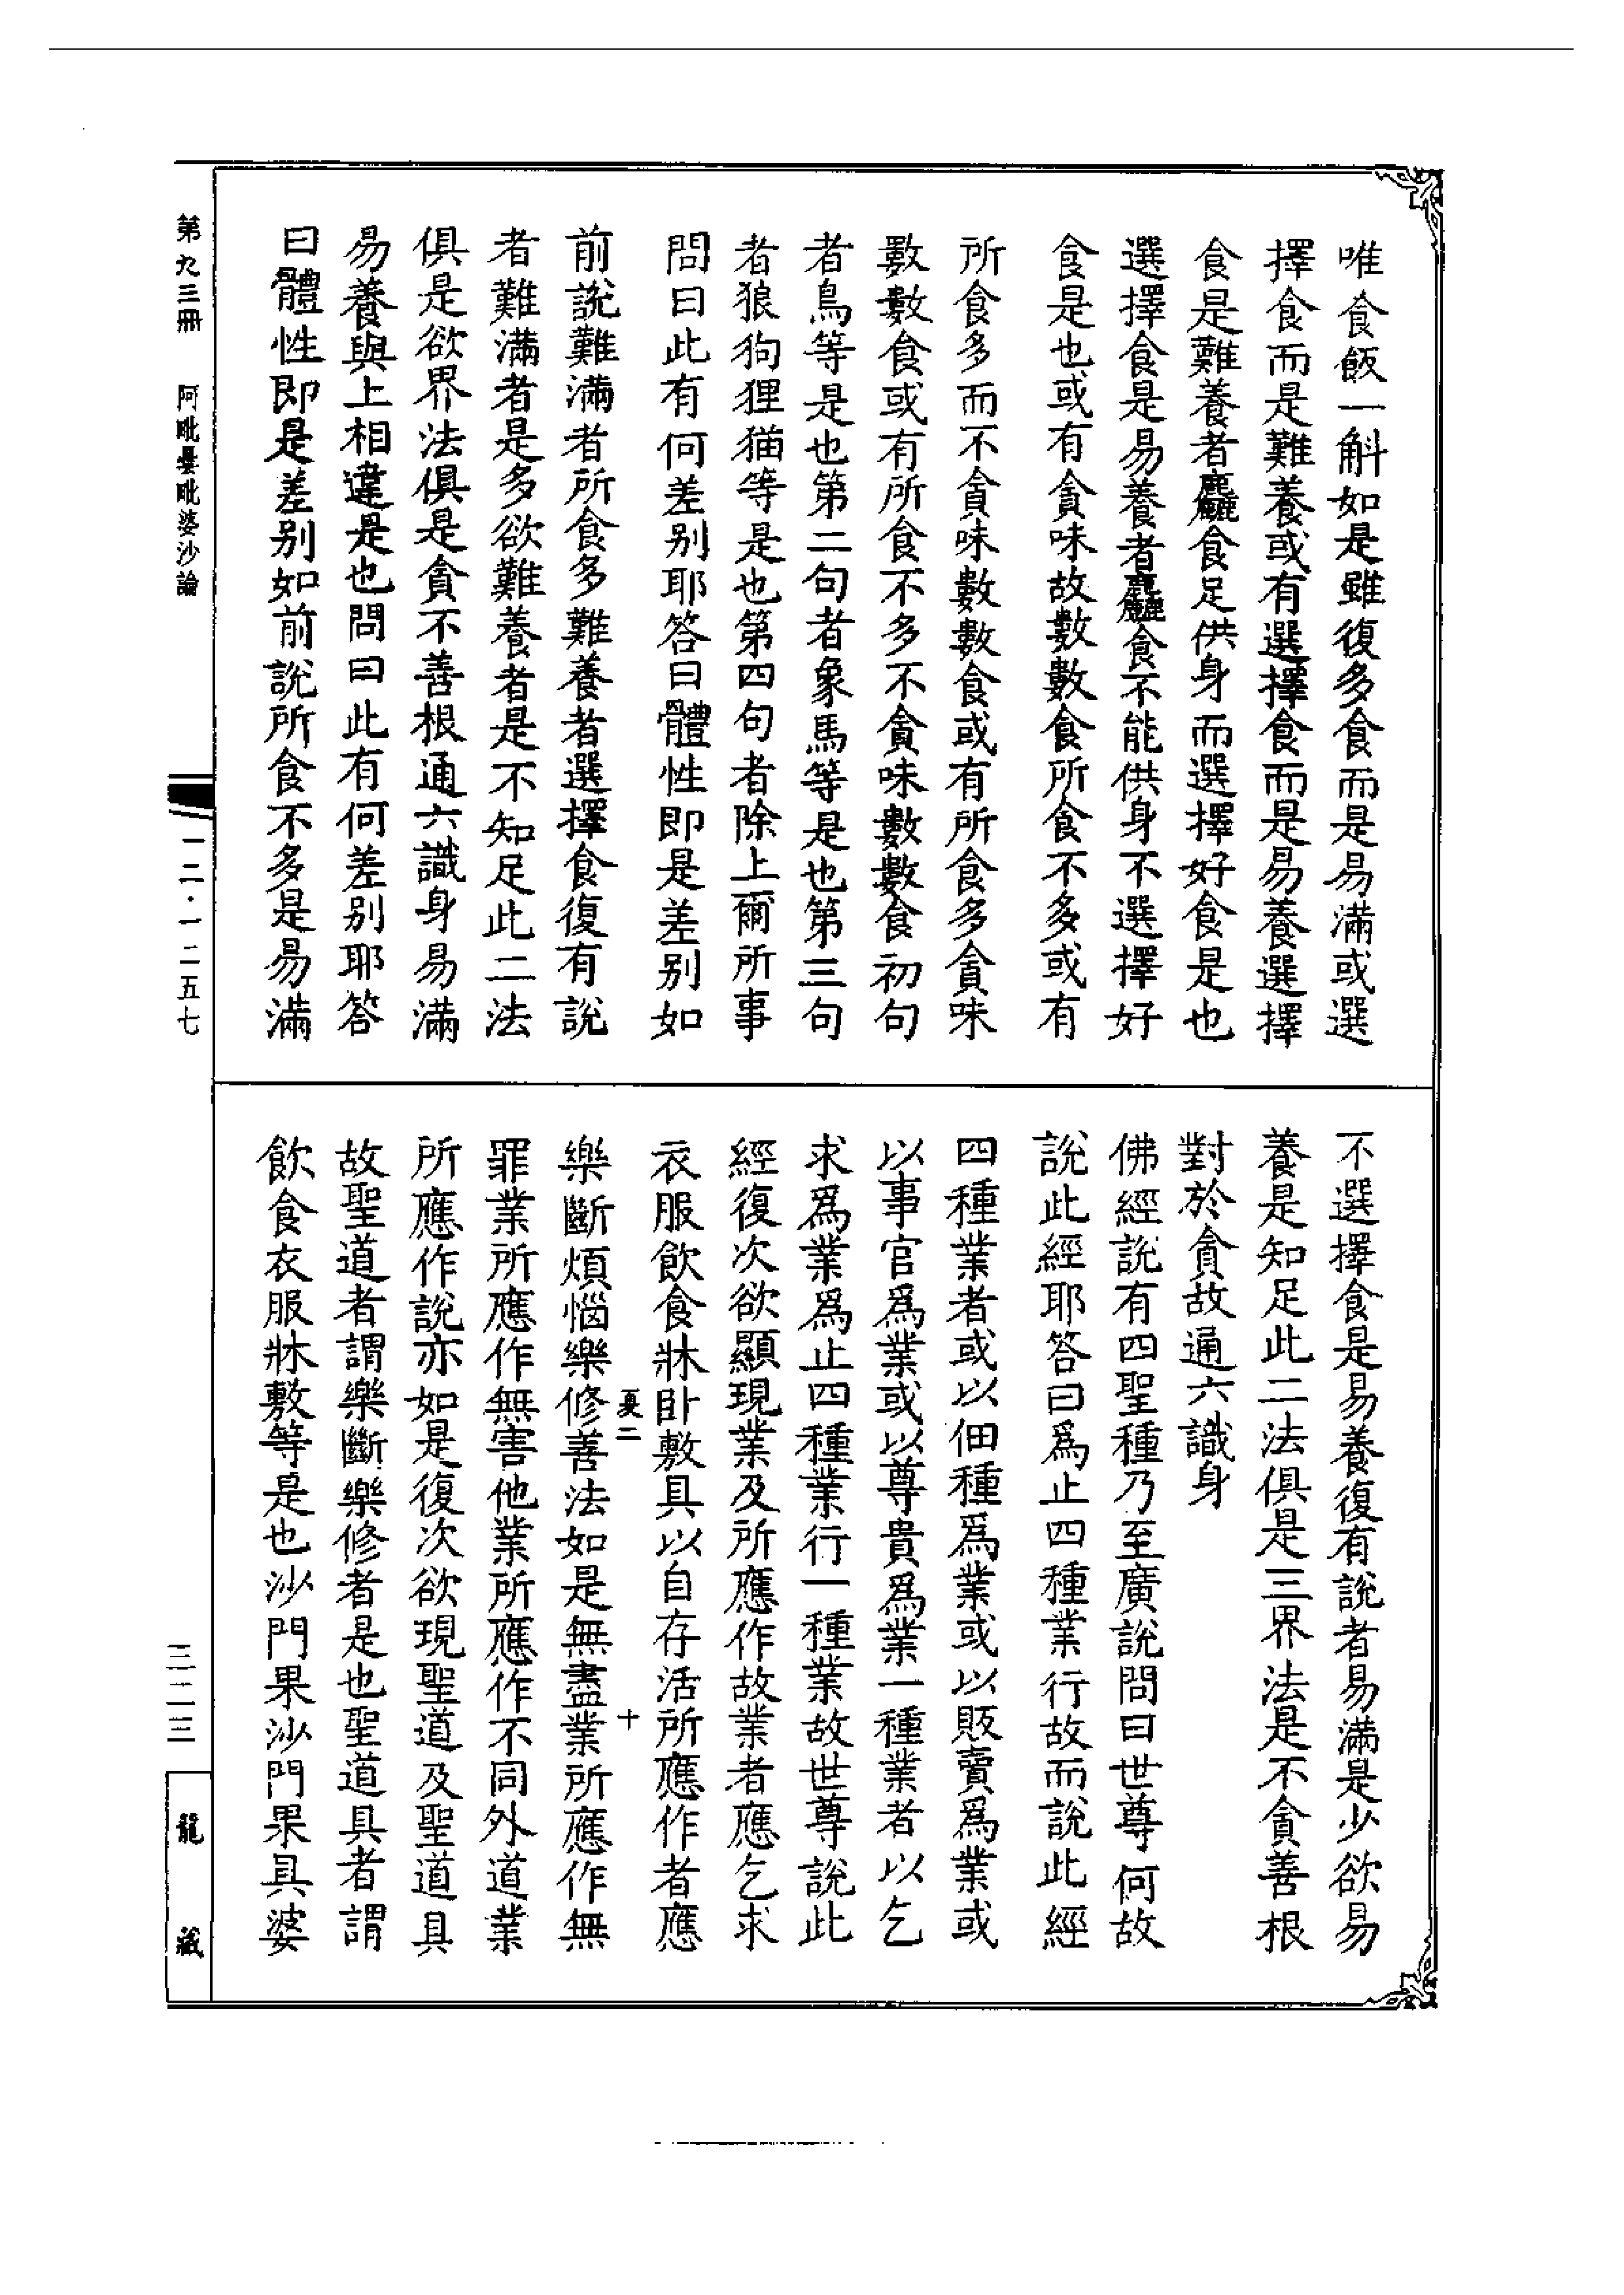 唯食飯一斛如是雖復多食而是易滿或選
擇食而是難養或有選擇食而是易養選擇
食是難養者麤食足供身而選擇好食是也
選擇食是易養者麤食不能供身不選擇好
食是也或有貪味故數數食所食不多或有
所食多而不貪味數數食或有所食多貪味
數數食或有所食不多不貪味數數食初句
者鳥等是也第二句者象馬等是也第三句
者狼狗狸猫等是也第四句者除上爾所事
問曰此有何差别耶答曰體性即是差别如
前說難滿者所食多難養者選擇食復有說
者難滿者是多欲難養者是不知足此二法
俱是欲界法俱是貪不善根通六識身易滿
易養與上相違是也問曰此有何差别耶答
曰體性即是差别如前說所食不多是易滿
不選擇食是易養復有說者易滿是少欲易
養是知足此二法俱是三界法是不貪善根
對於貪故通六識身
佛經說有四聖種乃至廣說問曰世尊何故
說此經耶答曰爲止四種業行故而說此經
四種業者或以佃種爲業或以販賣爲業或
以事官爲業或以尊貴爲業一種業者以乞
求爲業爲止四種業行一種業故世尊說此
經復次欲顯現業及所應作故業者應乞求
衣服飲食牀卧敷具以自存活所應作者應
夏二 十
樂斷煩惱樂修善法如是無盡業所應作無
罪業所應作無害他業所應作不同外道業
所應作說亦如是復次欲現聖道及聖道具
故聖道者謂樂斷樂修者是也聖道具者謂
飲食衣服牀敷等是也沙門果沙門果具婆
第九三冊 阿毗曇毗婆沙論
一二·一二五七
三二三
龍藏